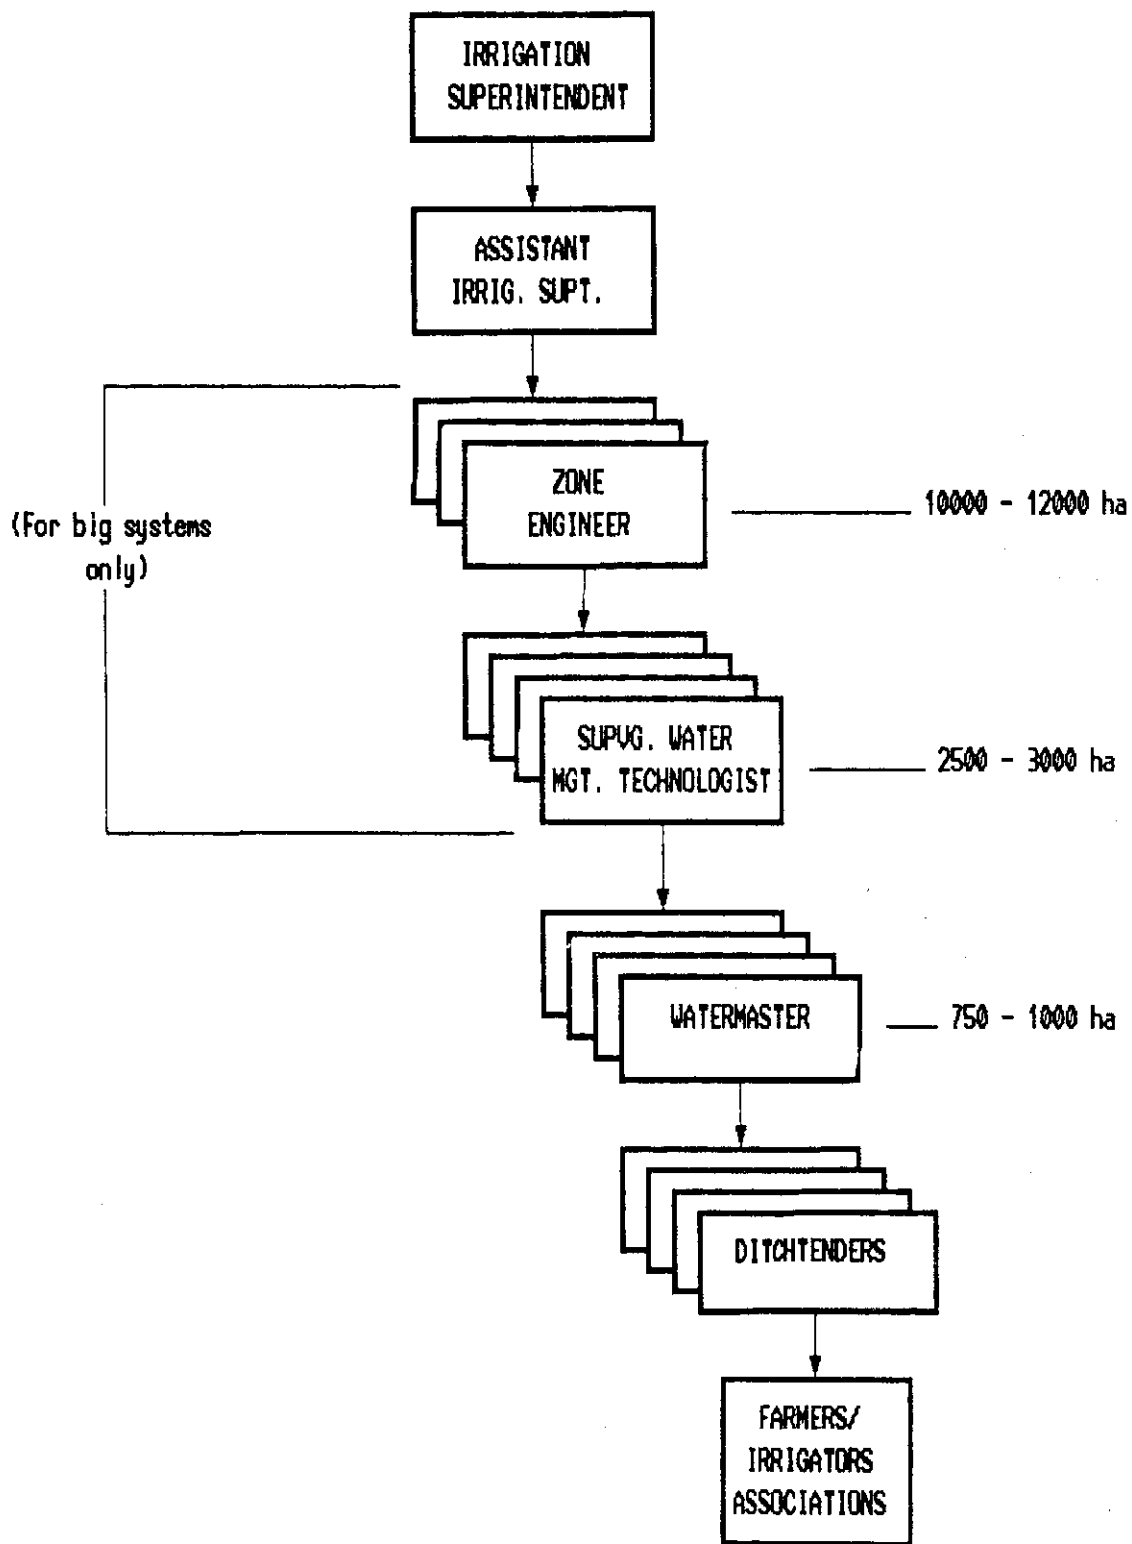 IRRIGATION
SUPERINTENDENT
ASSISTANT
IRRIG. SUPT.
ZONE
ENGINEER
10000 - 12000 ha
(For big systems
only)
SUPVG. WATER
MGT. TECHNOLOGIST
2500 - 3000 ha
WATERMASTER
750 - 1000 ha
DITCHTENDERS
FARMERS/
IRRIGATORS
ASSOCIATIONS